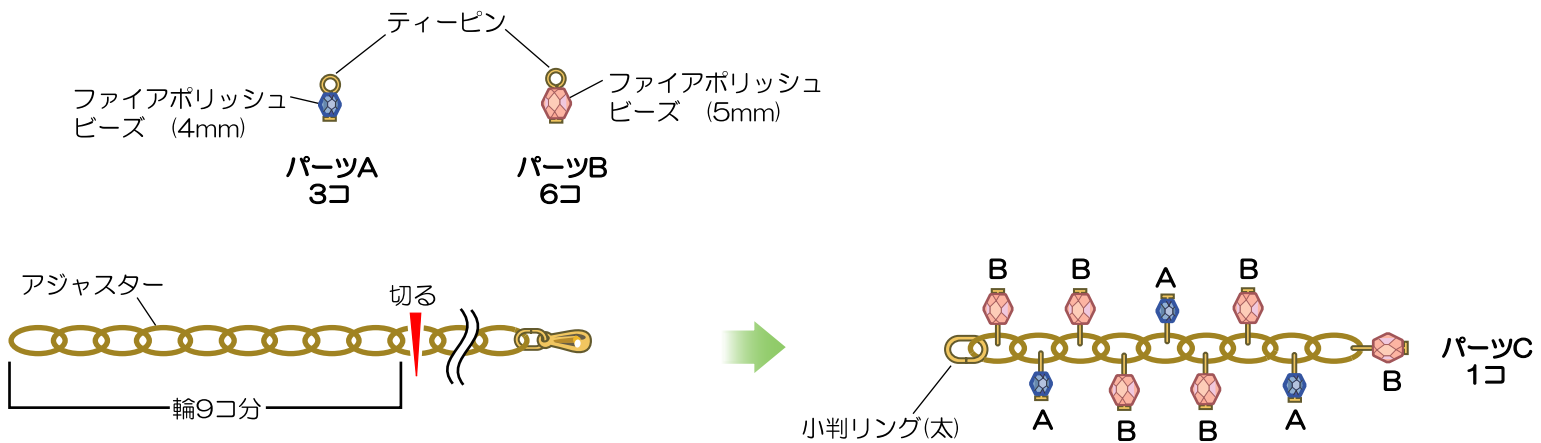 ティーピン
ファイアポリッシュ
ビーズ　(4mm)
ファイアポリッシュ
ビーズ　(5mm)
パーツA
3コ
パーツB
6コ
アジャスター
切る
輪9コ分
B
B
A
B
A
B
B
A
B
小判リング(太)
パーツC
1コ